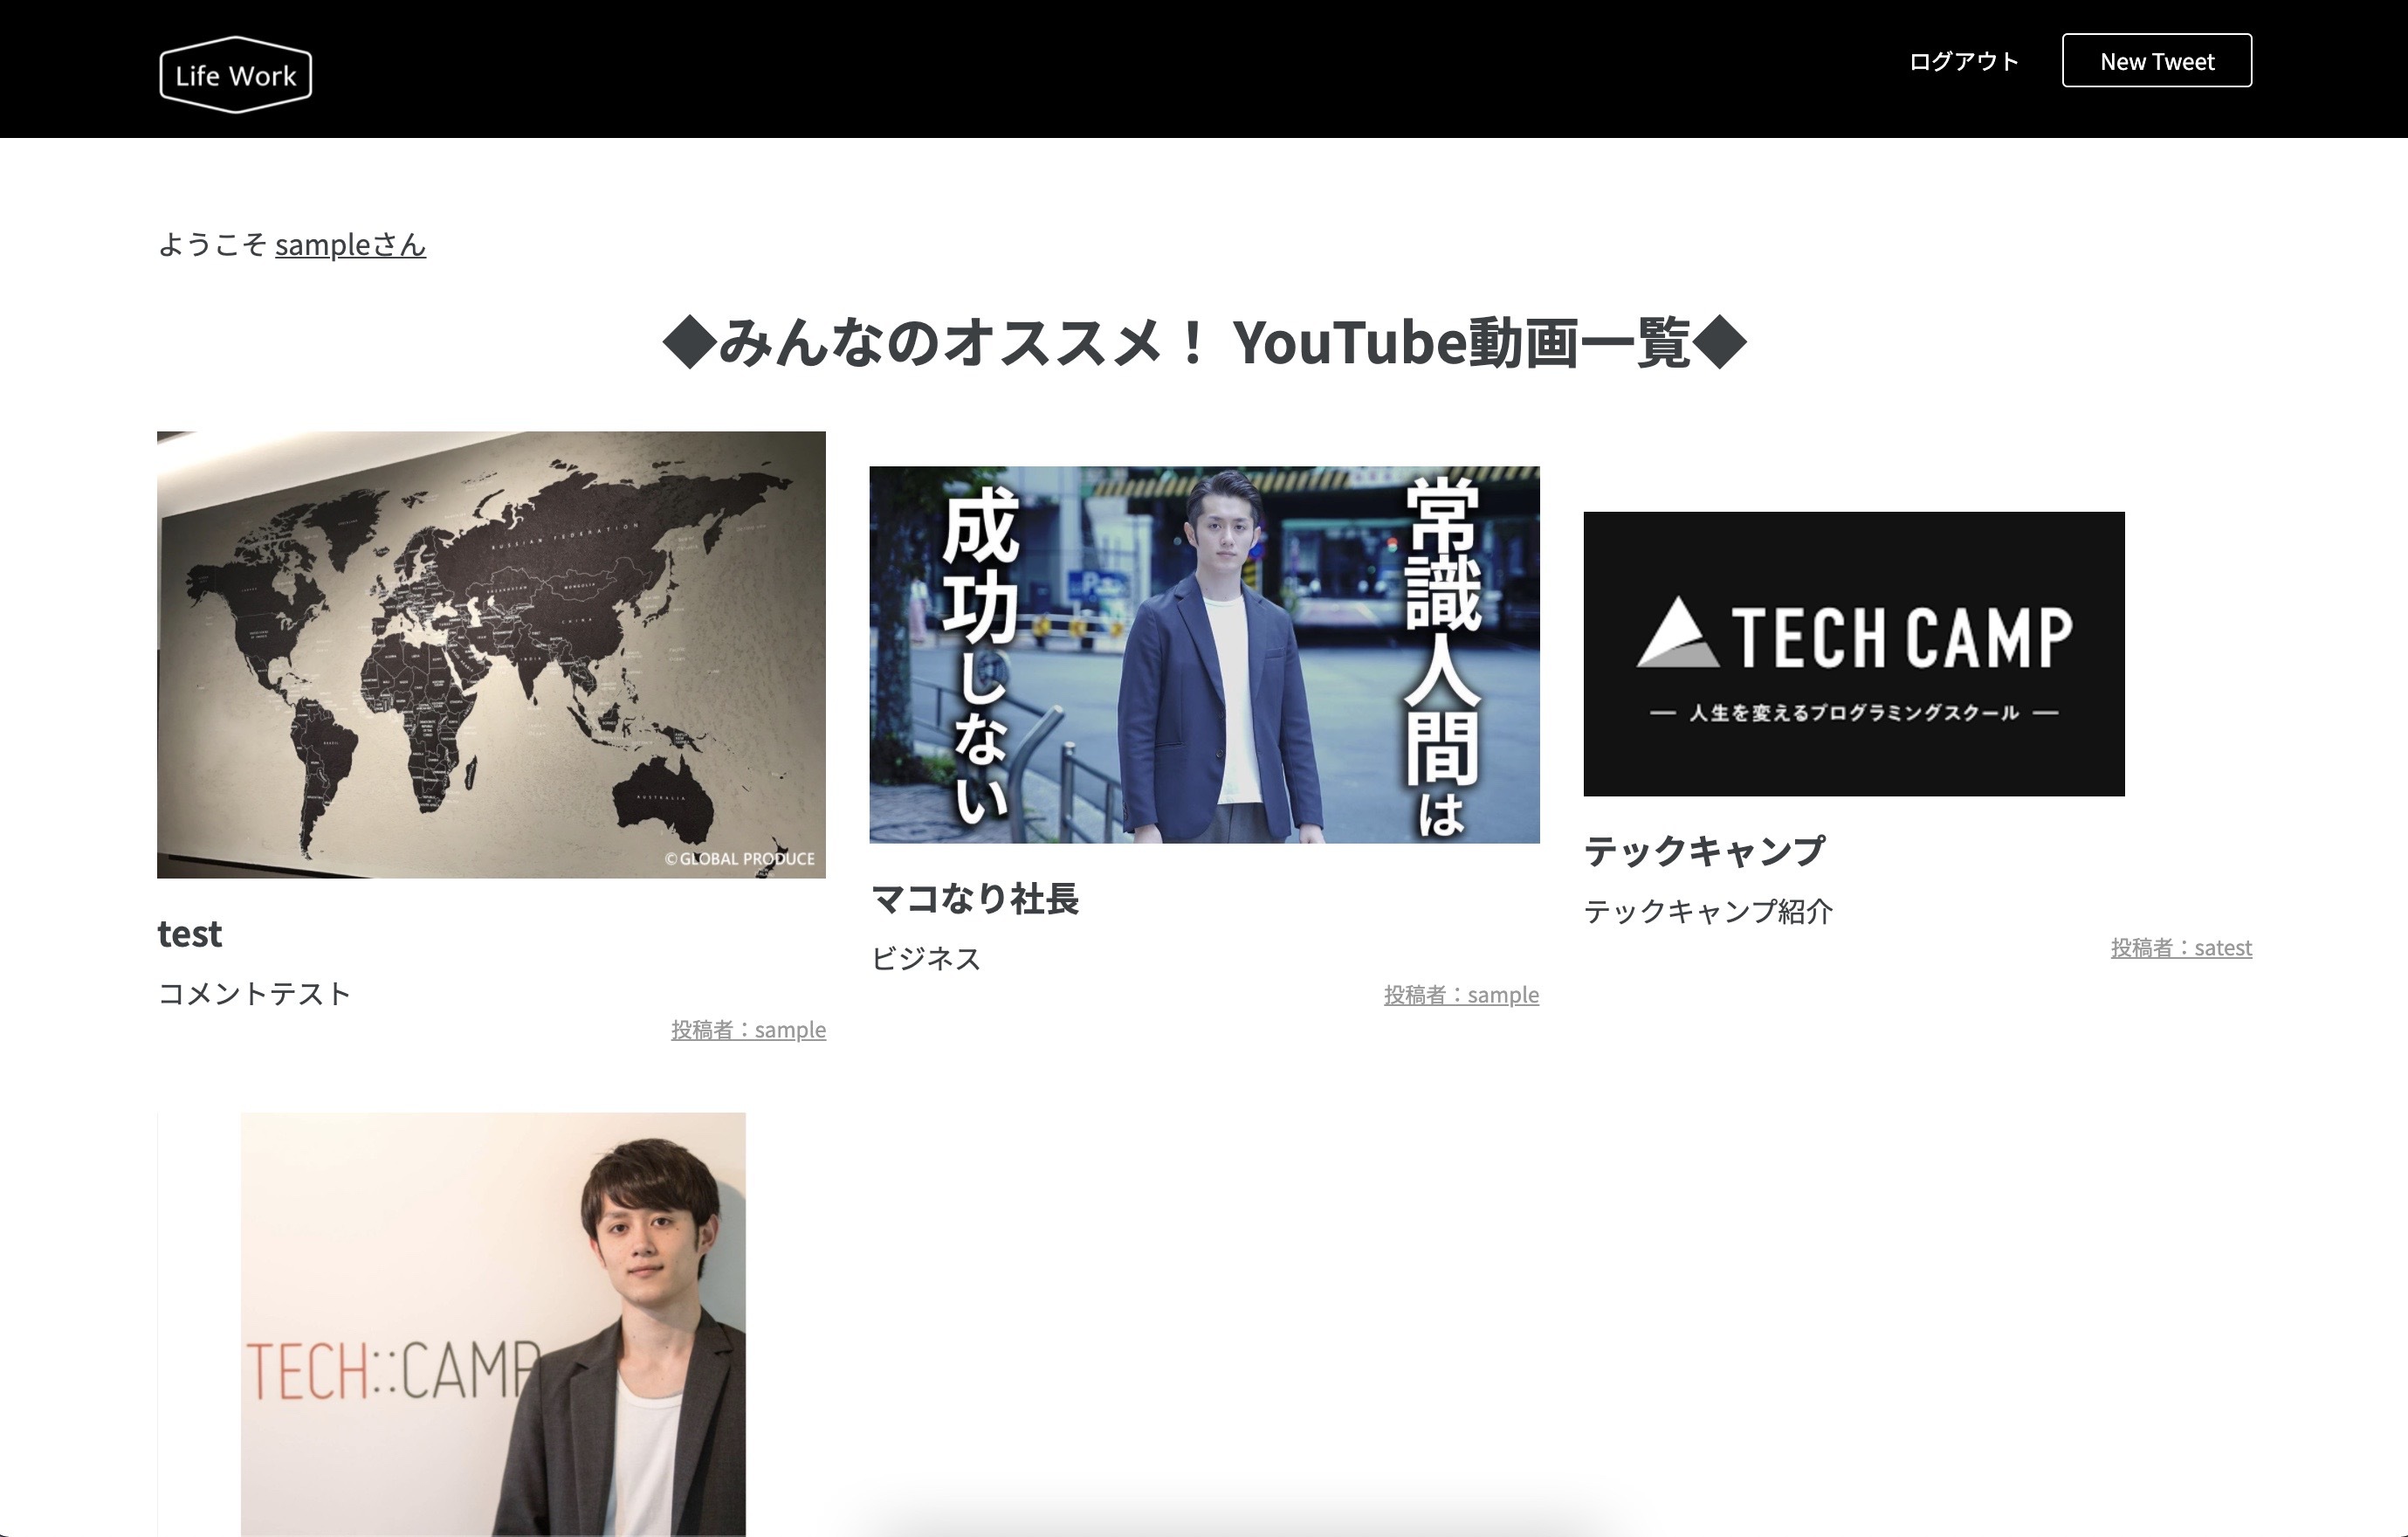 Life Work
ログアウト
New Tweet
ようこそ sampleさん
◆みんなのオススメ！ YouTube動画一覧◆
RUSSIAN FEDERATION
KAZAKHSTAN
MONGOLIA
CHINA
INDIA
BRAZIL
AUSTRALIA
©GLOBAL PRODUCE
test
コメントテスト
投稿者：sample
常識人間は
成功しない
マコなり社長
ビジネス
投稿者：sample
TECH CAMP
人生を変えるプログラミングスクール
テックキャンプ
テックキャンプ紹介
投稿者：satest
TECH::CAMP